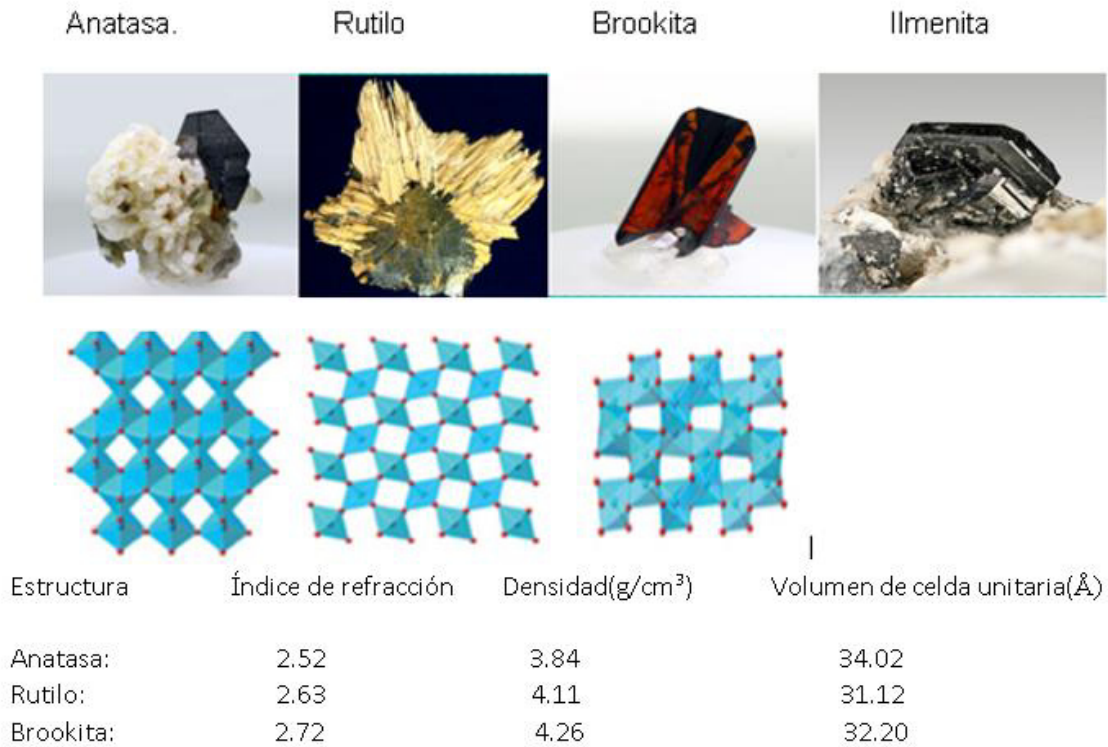 Anatasa. Rutilo Brookita Ilmenita
Estructura Índice de refracción Densidad(g/cm³) Volumen de celda unitaria(Å)
Anatasa: 2.52 3.84 34.02
Rutilo: 2.63 4.11 31.12
Brookita: 2.72 4.26 32.20